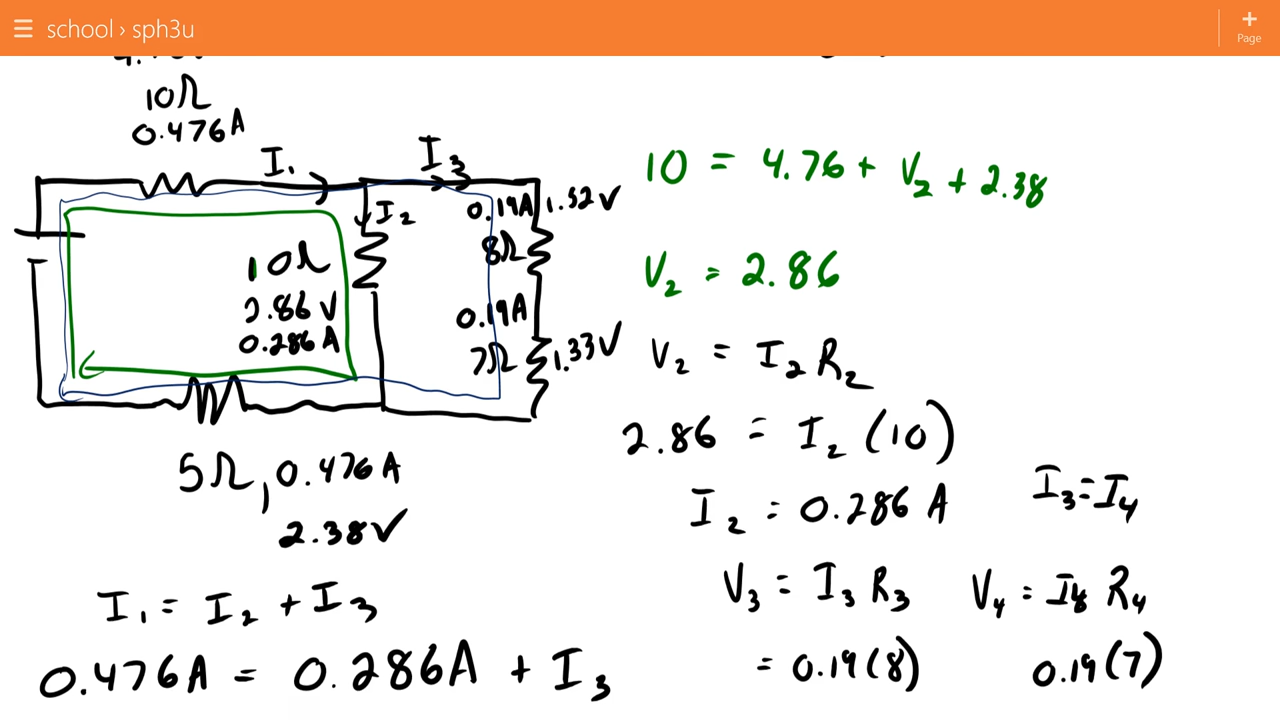 school › sph3u
Page
10Ω
0.476A
I₁
I₃
I₂
0.19A
1.52V
8Ω
10Ω
2.86V
0.286A
0.19A
7Ω
1.33V
5Ω, 0.476A
2.38V
I₁ = I₂ + I₃
0.476A = 0.286A + I₃
10 = 4.76 + V₂ + 2.38
V₂ = 2.86
V₂ = I₂R₂
2.86 = I₂(10)
I₂ = 0.286A
I₃=I₄
V₃ = I₃R₃
= 0.19(8)
V₄ = I₄R₄
0.19(7)